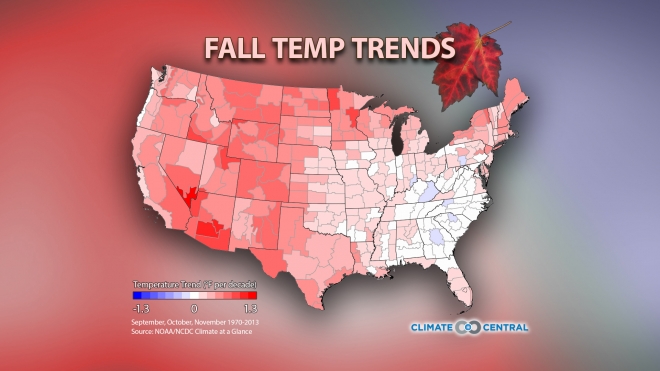 FALL TEMP TRENDS
Temperature Trend (°F per decade)
-1.3 0 1.3
September, October, November 1970-2013
Source: NOAA/NCDC Climate at a Glance
CLIMATE CENTRAL